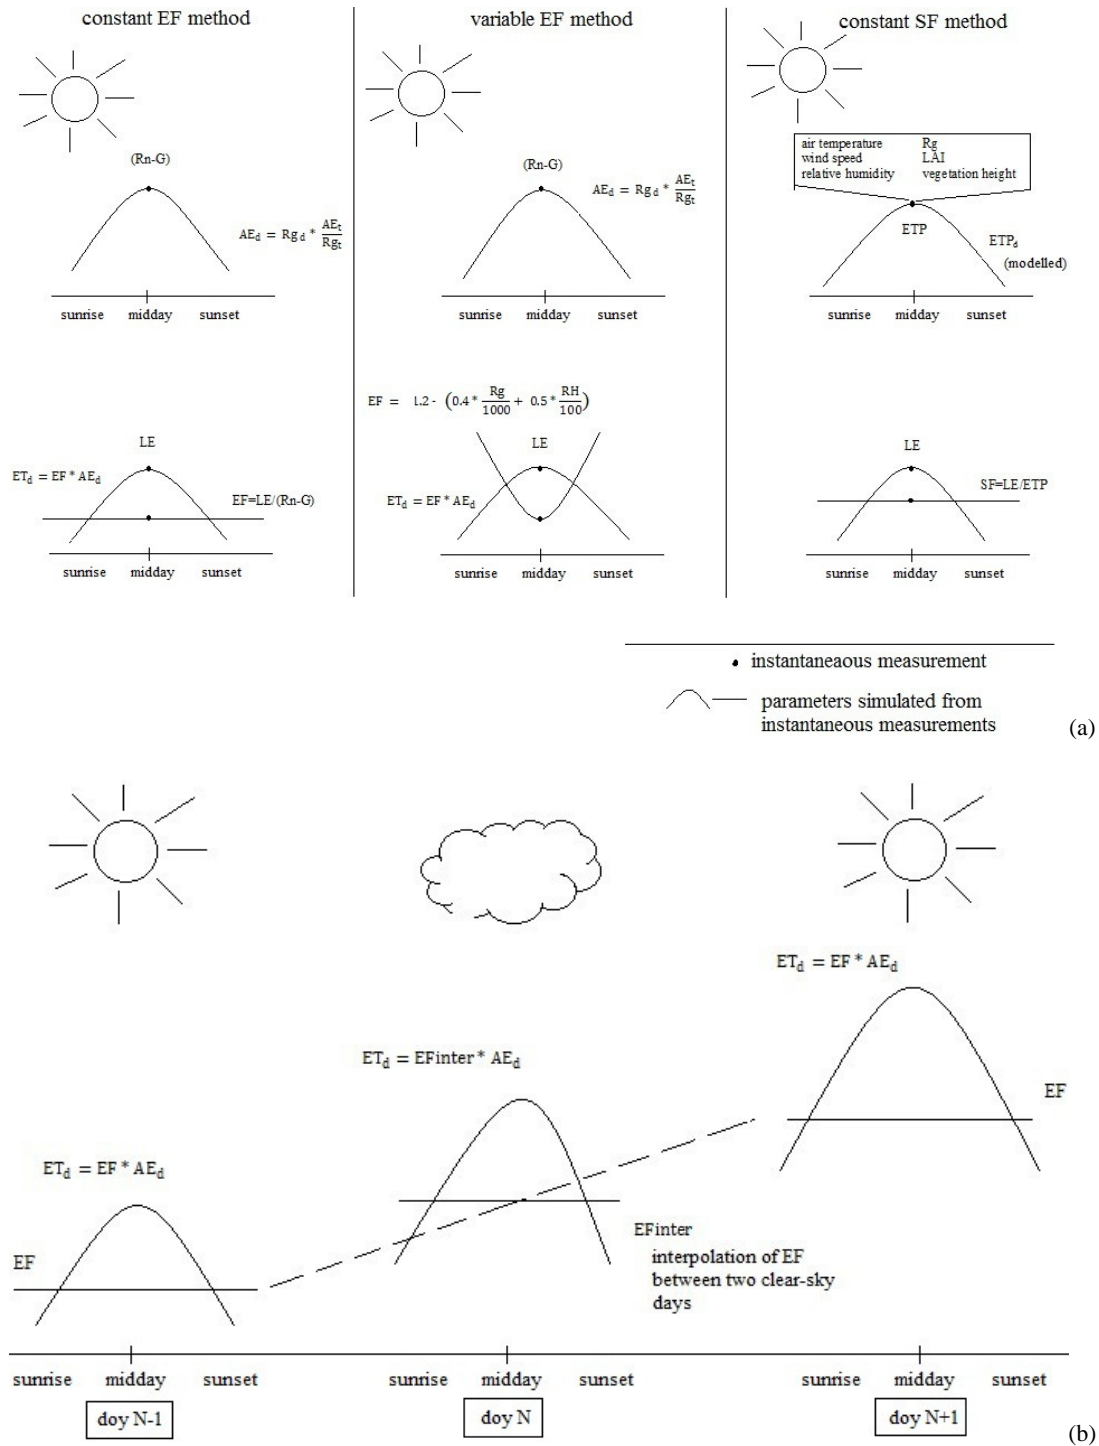 constant EF method
(Rn-G)
AEd = Rgd * AEt/Rgt
sunrise midday sunset
LE
ETd = EF * AEd
EF=LE/(Rn-G)
sunrise midday sunset
variable EF method
(Rn-G)
AEd = Rgd * AEt/Rgt
sunrise midday sunset
EF = 1.2 - (0.4 * Rg/1000 + 0.5 * RH/100)
LE
ETd = EF * AEd
sunrise midday sunset
constant SF method
air temperature Rg
wind speed LAI
relative humidity vegetation height
ETP
ETPd
(modelled)
sunrise midday sunset
LE
SF=LE/ETP
sunrise midday sunset
instantaneaous measurement
parameters simulated from
instantaneous measurements
(a)
ETd = EF * AEd
ETd = EFinter * AEd
EF
ETd = EF * AEd
EF
EFinter
interpolation of EF
between two clear-sky
days
sunrise midday sunset
sunrise midday sunset
sunrise midday sunset
doy N-1
doy N
doy N+1
(b)